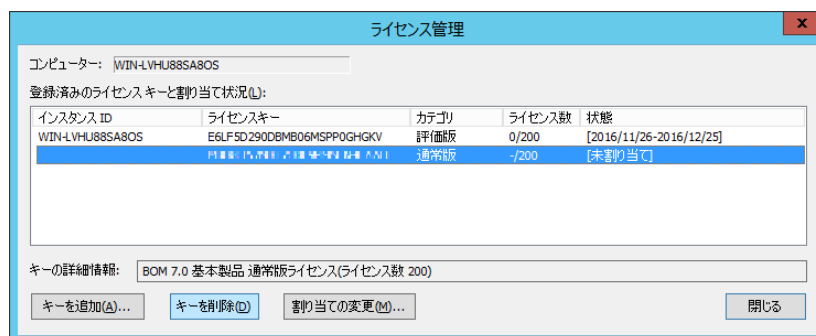 ライセンス管理
x
コンピューター: WIN-LVHU88SA8OS
登録済みのライセンス キーと割り当て状況(L):
インスタンス ID ライセンスキー カテゴリ ライセンス数 状態
WIN-LVHU88SA8OS E6LF5D290DBMB06MSPP0GHGKV 評価版 0/200 [2016/11/26-2016/12/25]
通常版 -/200 [未割り当て]
キーの詳細情報: BOM 7.0 基本製品 通常版ライセンス(ライセンス数 200)
キーを追加(A)... キーを削除(D) 割り当ての変更(M)... 閉じる